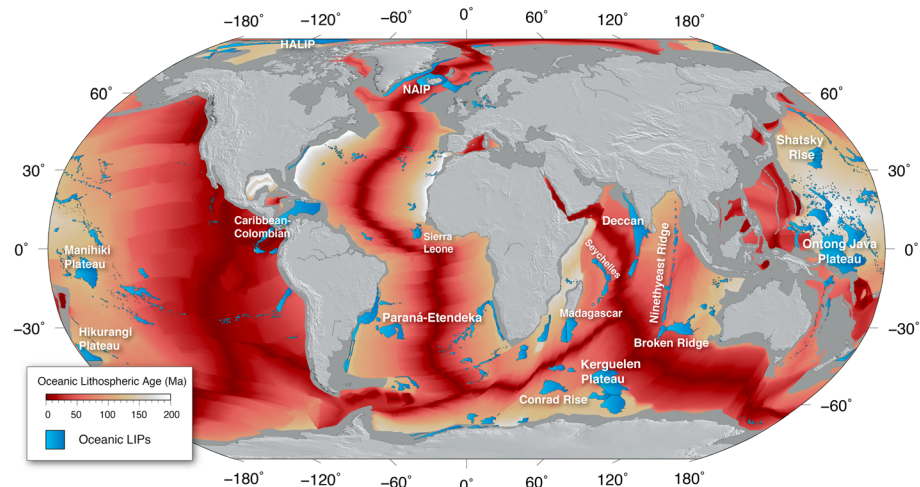 −180° −120° −60° 0° 60° 120° 180°
HALIP
NAIP
60° 60°
Shatsky
Rise
30° 30°
Caribbean-
Colombian
Sierra
Leone
Deccan
Seychelles
Ninethyeast Ridge
0° 0°
Manihiki
Plateau
Ontong Java
Plateau
Paraná-Etendeka
Madagascar
−30° −30°
Hikurangi
Plateau
Broken Ridge
Kerguelen
Plateau
Conrad Rise
Oceanic Lithospheric Age (Ma)
0 50 100 150 200
Oceanic LIPs
−60°
−180° −120° −60° 0° 60° 120° 180°